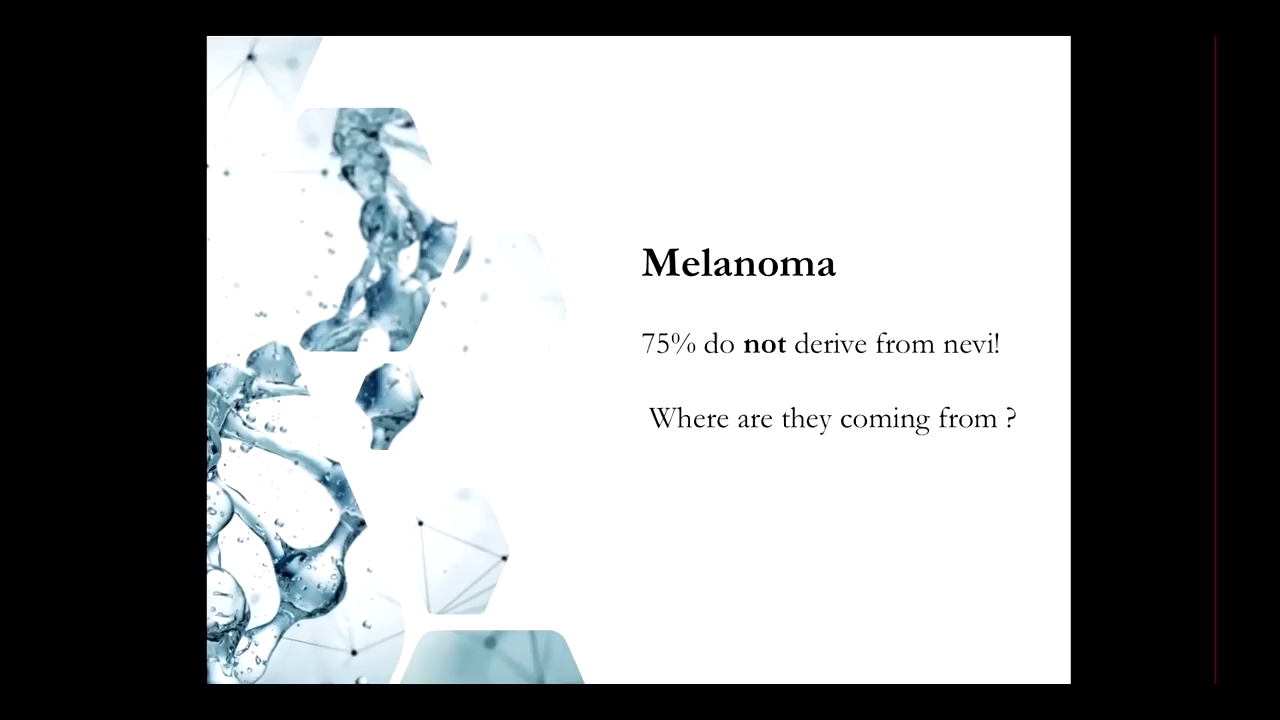 Melanoma
75% do not derive from nevi!
Where are they coming from ?